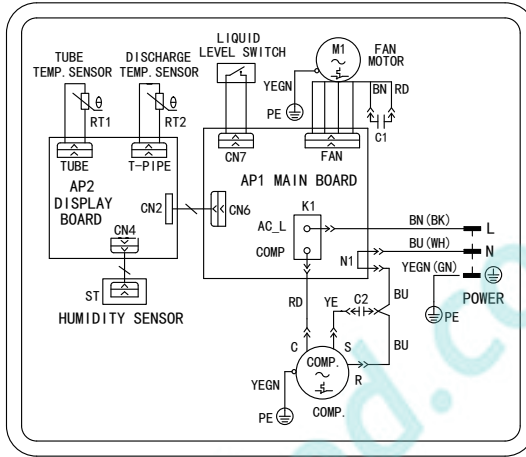 TUBE
TEMP. SENSOR
DISCHARGE
TEMP. SENSOR
LIQUID
LEVEL SWITCH
M1
FAN
MOTOR
θ
RT1
θ
RT2
YEGN
PE
BN
RD
C1
TUBE
T-PIPE
CN7
FAN
AP2
DISPLAY
BOARD
AP1 MAIN BOARD
CN2
CN6
K1
AC_L
COMP
BN(BK)
L
BU(WH)
N
N1
YEGN(GN)
POWER
PE
CN4
ST
HUMIDITY SENSOR
RD
YE
C2
BU
BU
C
S
R
COMP.
YEGN
PE
COMP.